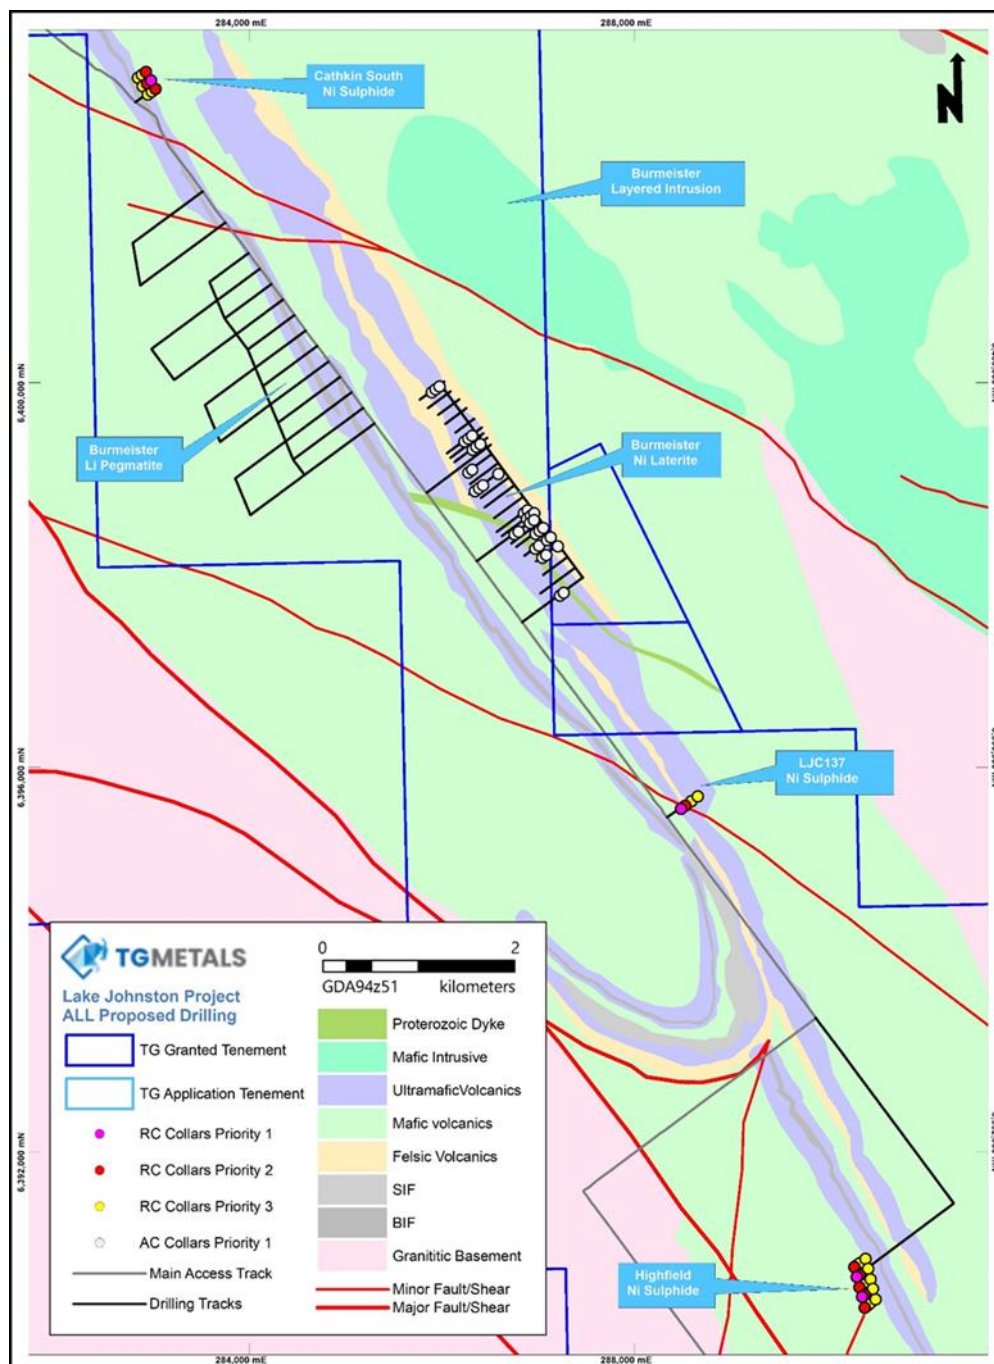 284,000 mE
288,000 mE
Cathkin South
Ni Sulphide
N
Burmeister
Layered Intrusion
6,400,000 mN
Burmeister
Li Pegmatite
Burmeister
Ni Laterite
6,396,000 mN
LJC137
Ni Sulphide
TGMETALS
Lake Johnston Project
ALL Proposed Drilling
TG Granted Tenement
TG Application Tenement
RC Collars Priority 1
RC Collars Priority 2
RC Collars Priority 3
AC Collars Priority 1
Main Access Track
Drilling Tracks
0 2
GDA94z51 kilometers
Proterozoic Dyke
Mafic Intrusive
UltramaficVolcanics
Mafic volcanics
Felsic Volcanics
SIF
BIF
Granititic Basement
Minor Fault/Shear
Major Fault/Shear
6,392,000 mN
Highfield
Ni Sulphide
284,000 mE
288,000 mE